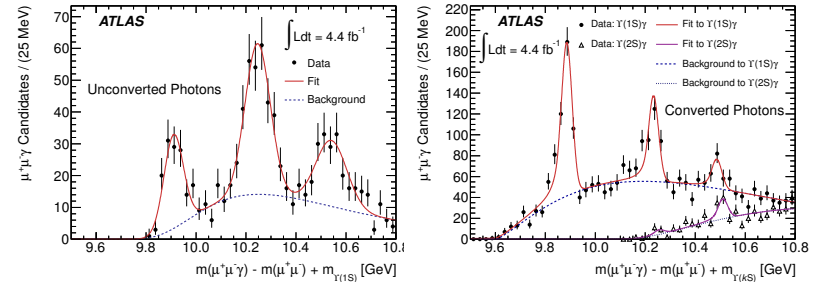 ATLAS
∫ Ldt = 4.4 fb⁻¹
Data
Unconverted Photons
Fit
Background
μ⁺μ⁻γ Candidates / (25 MeV)
70
60
50
40
30
20
10
0
9.6 9.8 10.0 10.2 10.4 10.6 10.8
m(μ⁺μ⁻γ) - m(μ⁺μ⁻) + m_Υ(1S) [GeV]
ATLAS
∫ Ldt = 4.4 fb⁻¹
Data: Υ(1S)γ
Data: Υ(2S)γ
Fit to Υ(1S)γ
Fit to Υ(2S)γ
Background to Υ(1S)γ
Background to Υ(2S)γ
Converted Photons
μ⁺μ⁻γ Candidates / (25 MeV)
220
200
180
160
140
120
100
80
60
40
20
0
9.6 9.8 10.0 10.2 10.4 10.6 10.8
m(μ⁺μ⁻γ) - m(μ⁺μ⁻) + m_Υ(kS) [GeV]